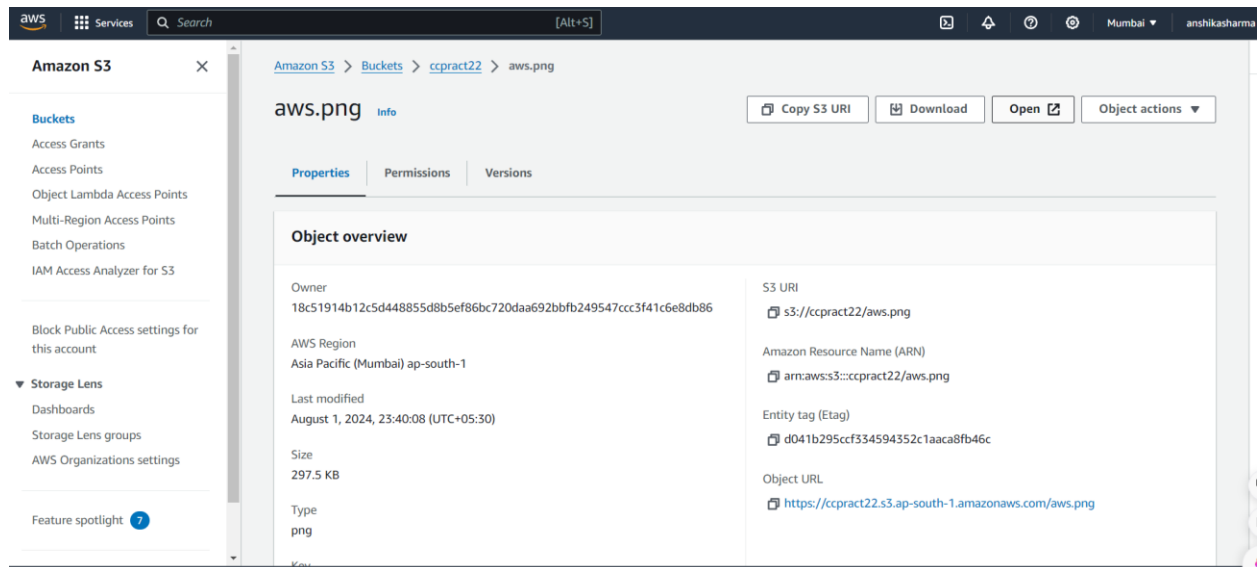 aws
Services
Search
[Alt+S]
Mumbai
anshikasharma
Amazon S3
Buckets
Access Grants
Access Points
Object Lambda Access Points
Multi-Region Access Points
Batch Operations
IAM Access Analyzer for S3
Block Public Access settings for
this account
Storage Lens
Dashboards
Storage Lens groups
AWS Organizations settings
Feature spotlight 7
Amazon S3 > Buckets > ccpract22 > aws.png
aws.png Info
Copy S3 URI
Download
Open
Object actions
Properties
Permissions
Versions
Object overview
Owner
18c51914b12c5d448855d8b5ef86bc720daa692bbfb249547ccc3f41c6e8db86
AWS Region
Asia Pacific (Mumbai) ap-south-1
Last modified
August 1, 2024, 23:40:08 (UTC+05:30)
Size
297.5 KB
Type
png
Key
S3 URI
s3://ccpract22/aws.png
Amazon Resource Name (ARN)
arn:aws:s3:::ccpract22/aws.png
Entity tag (Etag)
d041b295ccf334594352c1aaca8fb46c
Object URL
https://ccpract22.s3.ap-south-1.amazonaws.com/aws.png